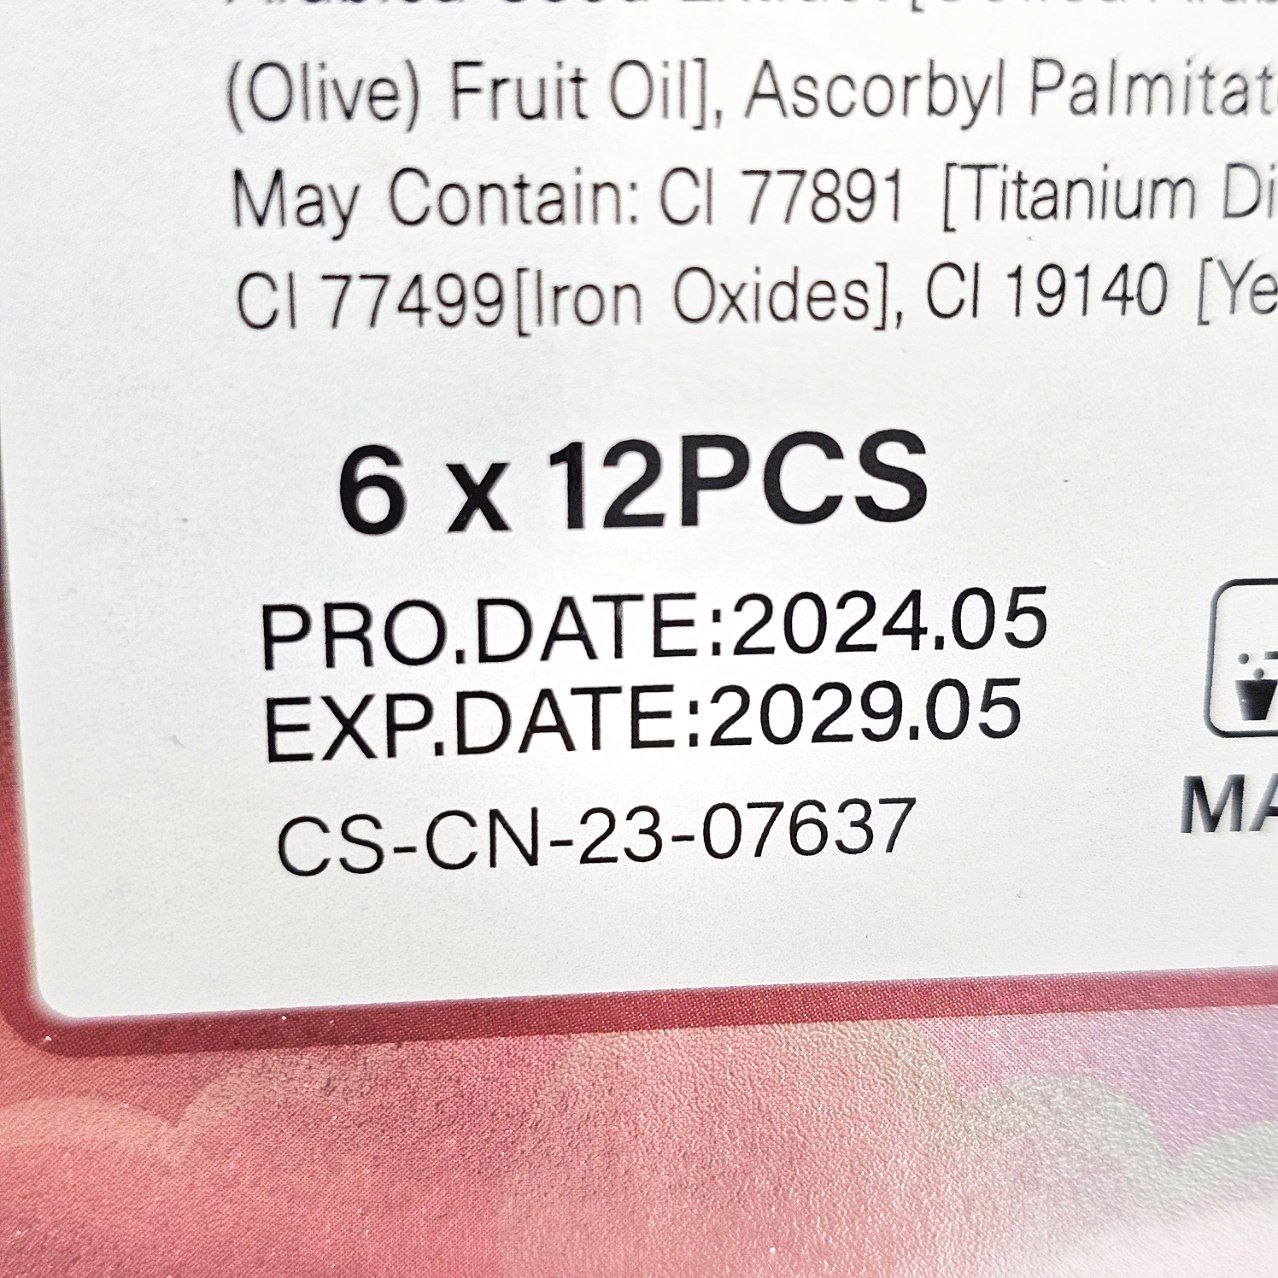 (Olive) Fruit Oil], Ascorbyl Palmitat
May Contain: CI 77891 [Titanium Di
CI 77499[Iron Oxides], CI 19140 [Ye
6 x 12PCS
PRO.DATE:2024.05
EXP.DATE:2029.05
CS-CN-23-07637
MA